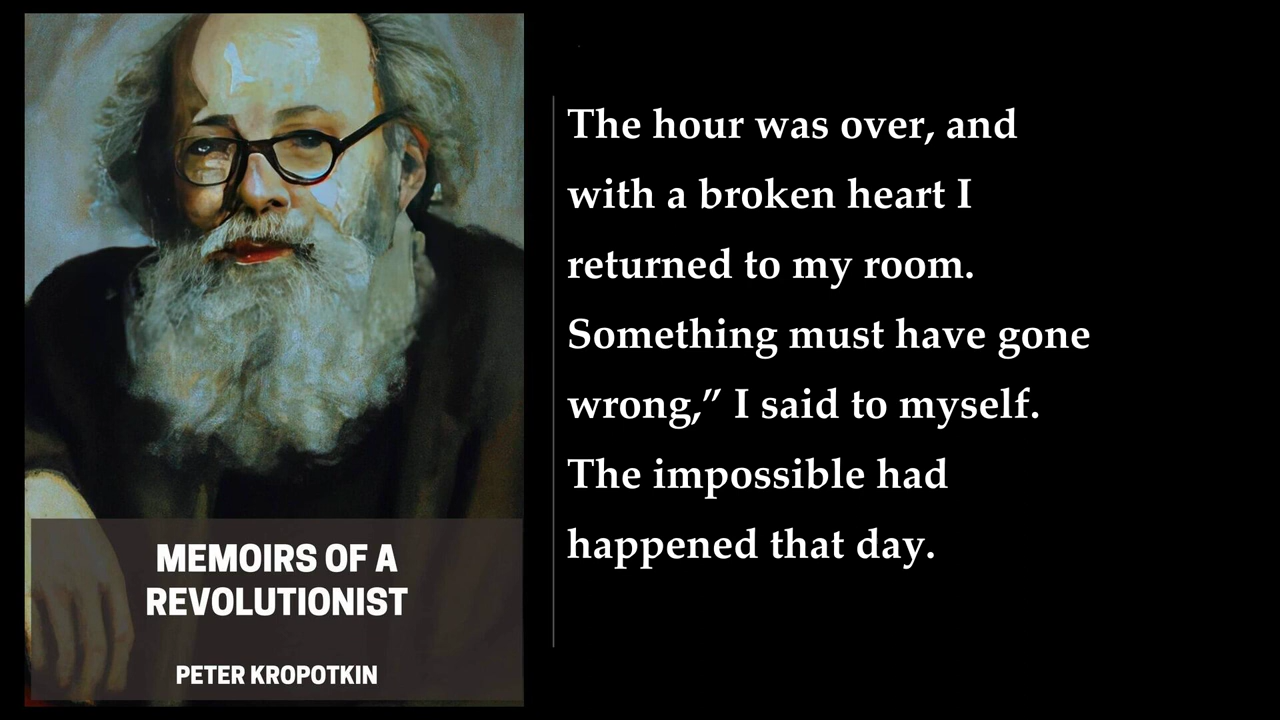 MEMOIRS OF A
REVOLUTIONIST
PETER KROPOTKIN
The hour was over, and
with a broken heart I
returned to my room.
Something must have gone
wrong,” I said to myself.
The impossible had
happened that day.